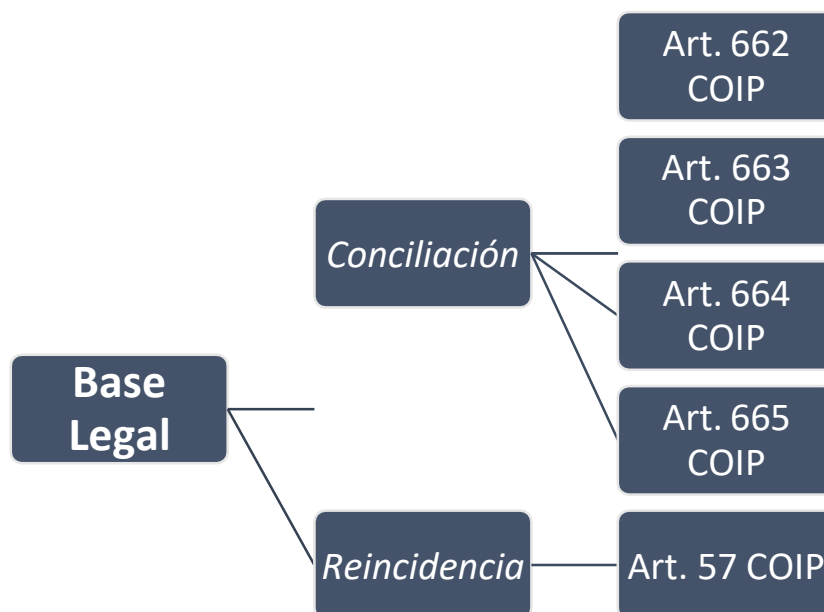 Base
Legal
Conciliación
Art. 662
COIP
Art. 663
COIP
Art. 664
COIP
Art. 665
COIP
Reincidencia
Art. 57 COIP